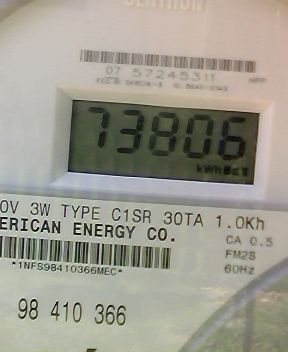 CENTRON
07 57245311
73806
kWh
0V 3W TYPE C1SR 30TA 1.0Kh
ERICAN ENERGY CO.
CA 0.5
FM2S
60Hz
*1NFS98410366MEC*
98 410 366